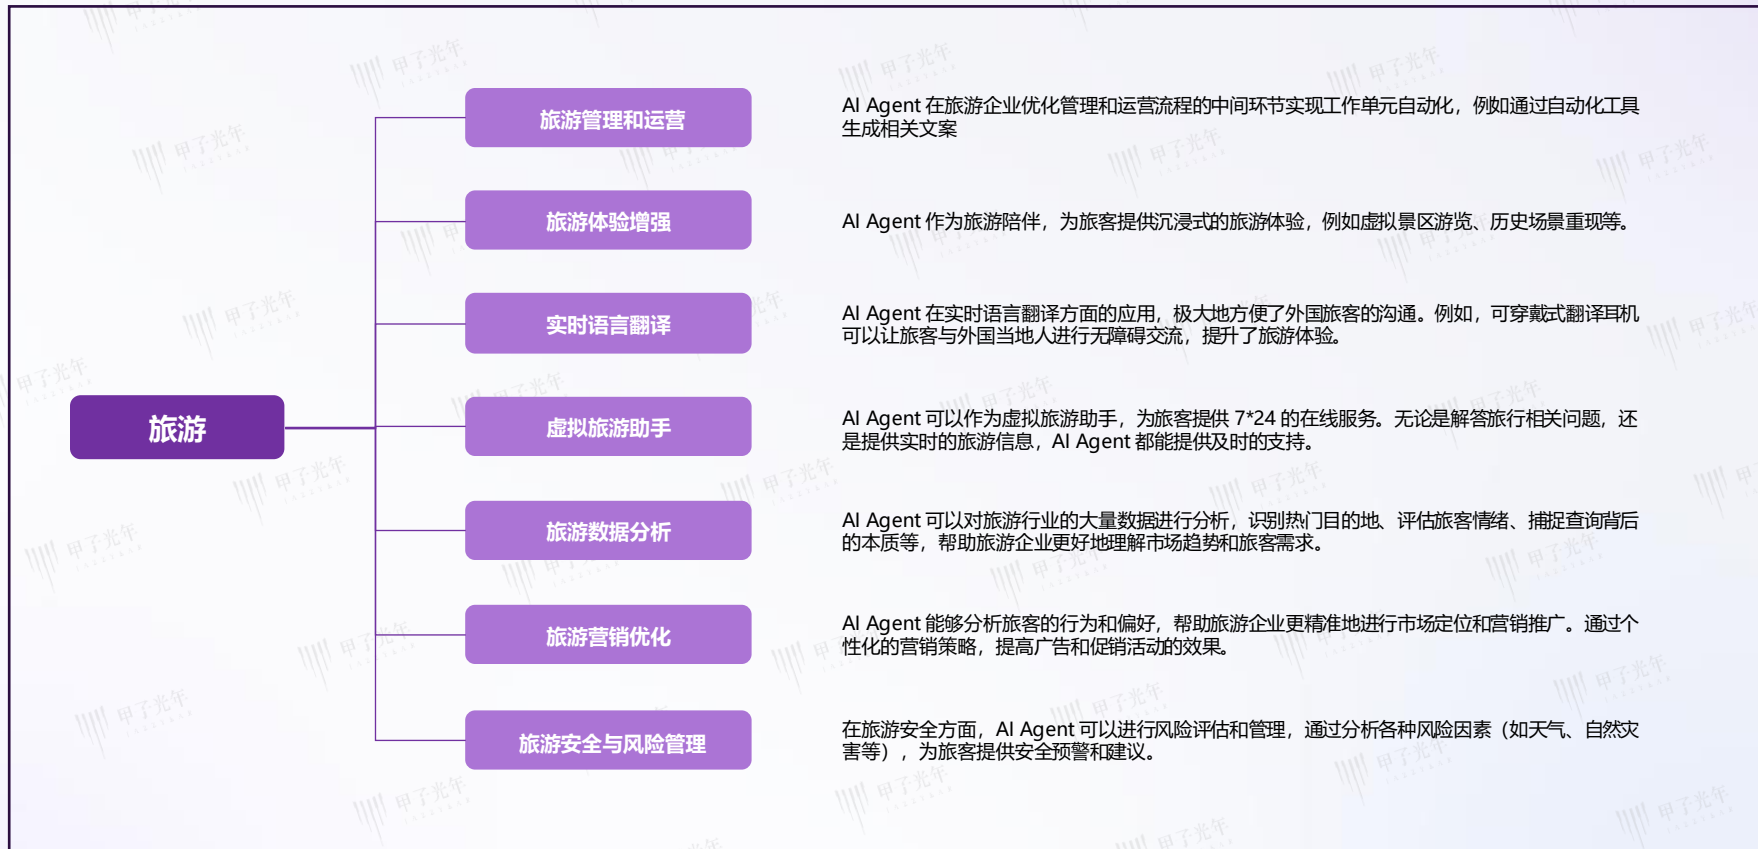 旅游
旅游管理和运营
AI Agent 在旅游企业优化管理和运营流程的中间环节实现工作单元自动化，例如通过自动化工具
生成相关文案
旅游体验增强
AI Agent 作为旅游陪伴，为旅客提供沉浸式的旅游体验，例如虚拟景区游览、历史场景重现等。
实时语言翻译
AI Agent 在实时语言翻译方面的应用，极大地方便了外国旅客的沟通。例如，可穿戴式翻译耳机
可以让旅客与外国当地人进行无障碍交流，提升了旅游体验。
虚拟旅游助手
AI Agent 可以作为虚拟旅游助手，为旅客提供 7*24 的在线服务。无论是解答旅行相关问题，还
是提供实时的旅游信息，AI Agent 都能提供及时的支持。
旅游数据分析
AI Agent 可以对旅游行业的大量数据进行分析，识别热门目的地、评估旅客情绪、捕捉查询背后
的本质等，帮助旅游企业更好地理解市场趋势和旅客需求。
旅游营销优化
AI Agent 能够分析旅客的行为和偏好，帮助旅游企业更精准地进行市场定位和营销推广。通过个
性化的营销策略，提高广告和促销活动的效果。
旅游安全与风险管理
在旅游安全方面，AI Agent 可以进行风险评估和管理，通过分析各种风险因素（如天气、自然灾
害等），为旅客提供安全预警和建议。
甲子光年